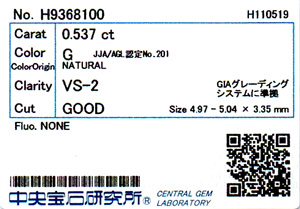 No. H9368100 H110519
Carat 0.537 ct
Color G JJA/AGL認定No.201
ColorOrigin NATURAL
Clarity VS-2 GIAグレーディングシステムに準拠
Cut GOOD Size 4.97 - 5.04 × 3.35 mm
Fluo. NONE
中央宝石研究所® CENTRAL GEM LABORATORY